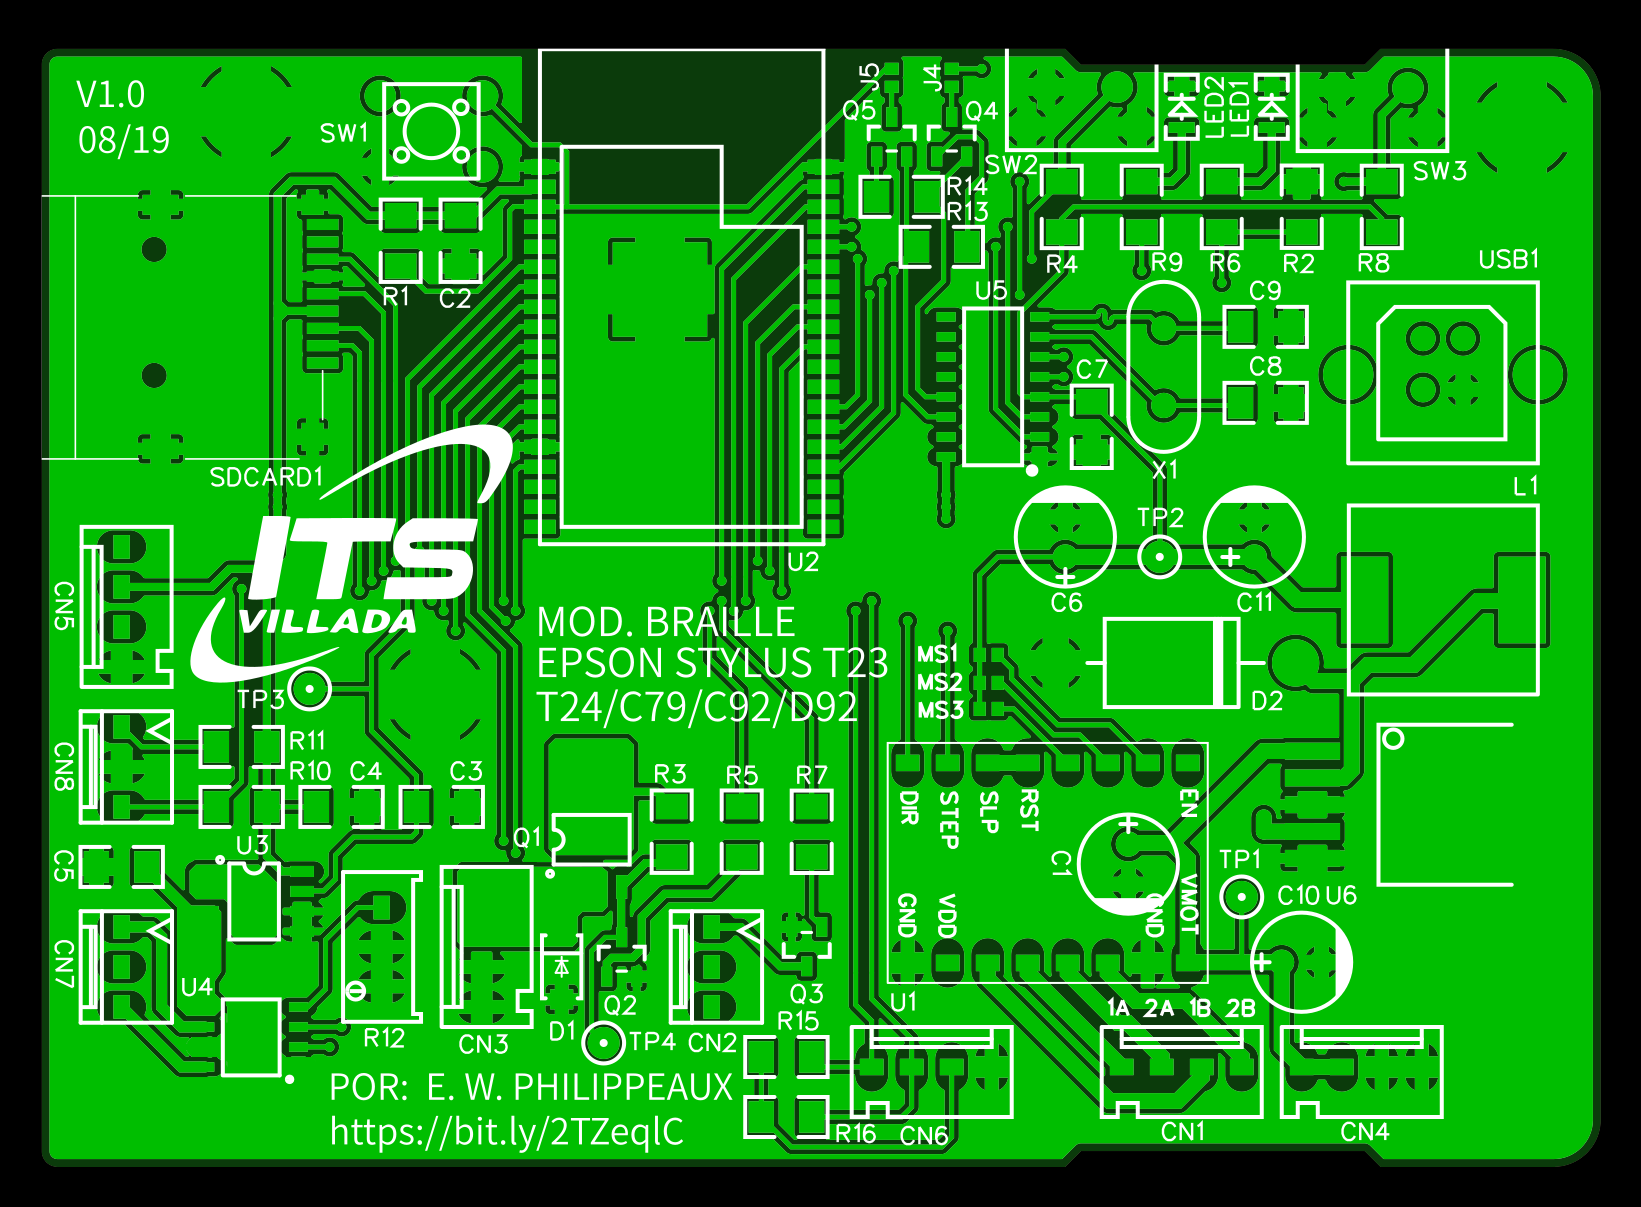 V1.0
08/19
SW1
J5
J4
Q5
Q4
LED2
LED1
SW2
SW3
R14
R13
R1
C2
R4
R9
R6
R2
R8
USB1
U5
C9
C7
C8
SDCARD1
X1
L1
TP2
U2
ITS
VILLADA
CN5
C6
C11
MOD. BRAILLE
EPSON STYLUS T23
T24/C79/C92/D92
MS1
MS2
MS3
TP3
D2
R11
CN8
R10
C4
C3
R3
R5
R7
DIR
STEP
SLP
RST
EN
Q1
U3
C5
C1
TP1
GND
VDD
GND
VMOT
C10
U6
CN7
U4
Q2
Q3
U1
1A 2A 1B 2B
R12
CN3
D1
TP4
CN2
R15
POR: E. W. PHILIPPEAUX
https://bit.ly/2TZeqlC
R16
CN6
CN1
CN4